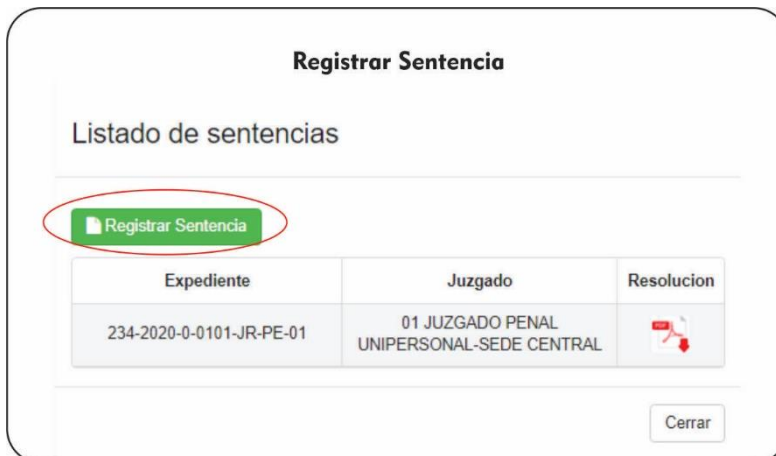 Registrar Sentencia
Listado de sentencias
Registrar Sentencia
Expediente Juzgado Resolucion
234-2020-0-0101-JR-PE-01 01 JUZGADO PENAL
UNIPERSONAL-SEDE CENTRAL
PDF
Cerrar